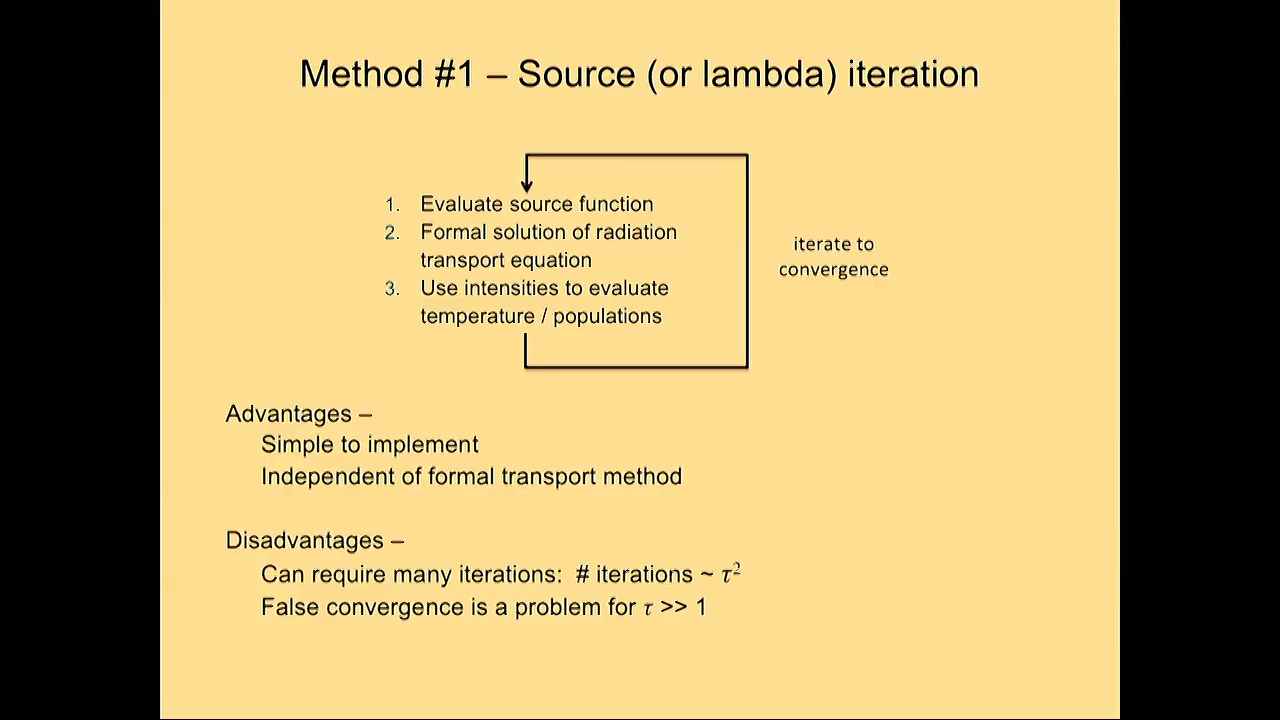 Method #1 – Source (or lambda) iteration
1. Evaluate source function
2. Formal solution of radiation
transport equation
3. Use intensities to evaluate
temperature / populations
iterate to
convergence
Advantages –
Simple to implement
Independent of formal transport method
Disadvantages –
Can require many iterations: # iterations ~ τ²
False convergence is a problem for τ >> 1